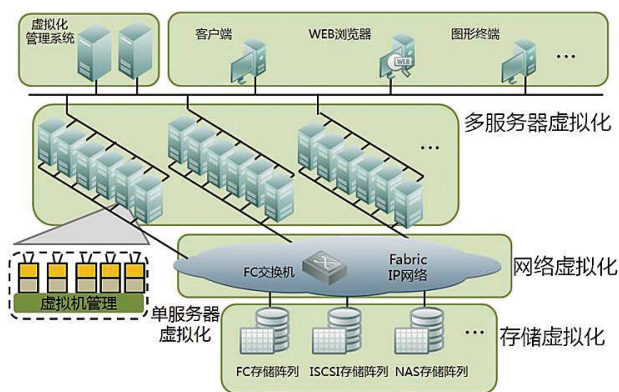 虚拟化
管理系统
客户端
WEB浏览器
图形终端
...
WEB
多服务器虚拟化
...
FC交换机
Fabric
IP网络
网络虚拟化
虚拟机管理
单服务器
虚拟化
...
存储虚拟化
FC存储阵列
ISCSI存储阵列
NAS存储阵列